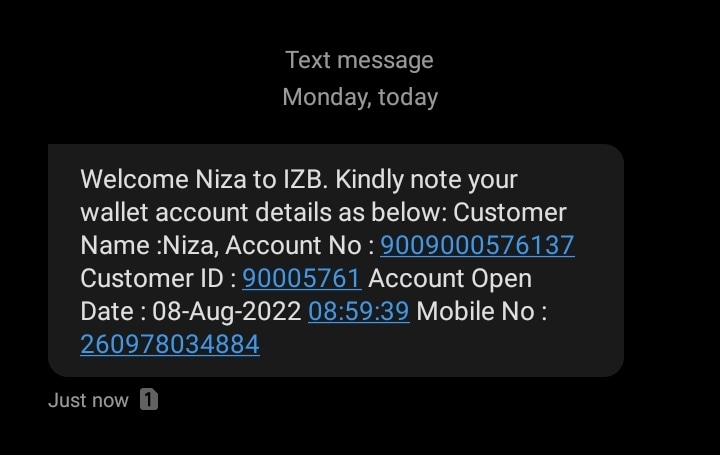 Text message
Monday, today
Welcome Niza to IZB. Kindly note your
wallet account details as below: Customer
Name :Niza, Account No : 9009000576137
Customer ID : 90005761 Account Open
Date : 08-Aug-2022 08:59:39 Mobile No :
260978034884
Just now 1